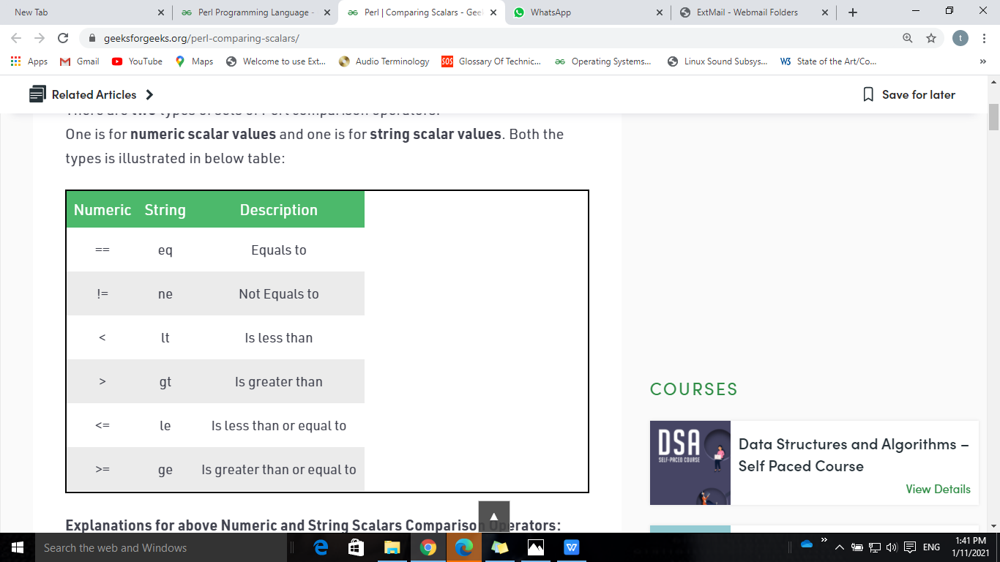 New Tab
Perl Programming Language -
Perl | Comparing Scalars - Geek
WhatsApp
ExtMail - Webmail Folders
geeksforgeeks.org/perl-comparing-scalars/
t
Apps
Gmail
YouTube
Maps
Welcome to use Ext...
Audio Terminology
SOS
Glossary Of Technic...
Operating Systems...
Linux Sound Subsys...
W3
State of the Art/Co...
Related Articles
Save for later
There are two types of sets of Perl comparison operators.
One is for numeric scalar values and one is for string scalar values. Both the
types is illustrated in below table:
Numeric String Description
== eq Equals to
!= ne Not Equals to
< lt Is less than
> gt Is greater than
<= le Is less than or equal to
>= ge Is greater than or equal to
Explanations for above Numeric and String Scalars Comparison Operators:
COURSES
DSA
SELF-PACED COURSE
Data Structures and Algorithms –
Self Paced Course
View Details
Search the web and Windows
ENG
1:41 PM
1/11/2021